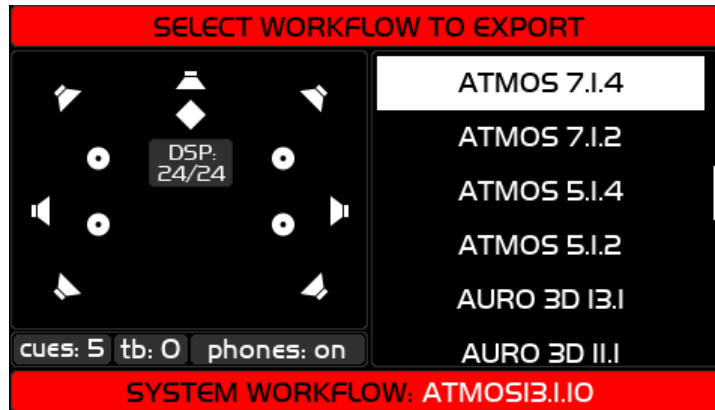 SELECT WORKFLOW TO EXPORT
DSP:
24/24
cues: 5 tb: 0 phones: on
ATMOS 7.1.4
ATMOS 7.1.2
ATMOS 5.1.4
ATMOS 5.1.2
AURO 3D 13.1
AURO 3D 11.1
SYSTEM WORKFLOW: ATMOS13.1.10